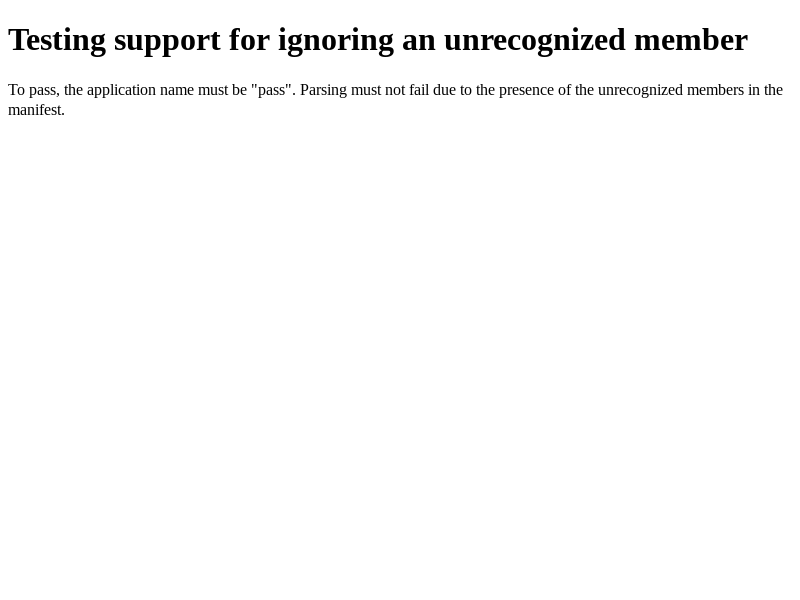 Testing support for ignoring an unrecognized member
To pass, the application name must be "pass". Parsing must not fail due to the presence of the unrecognized members in the
manifest.